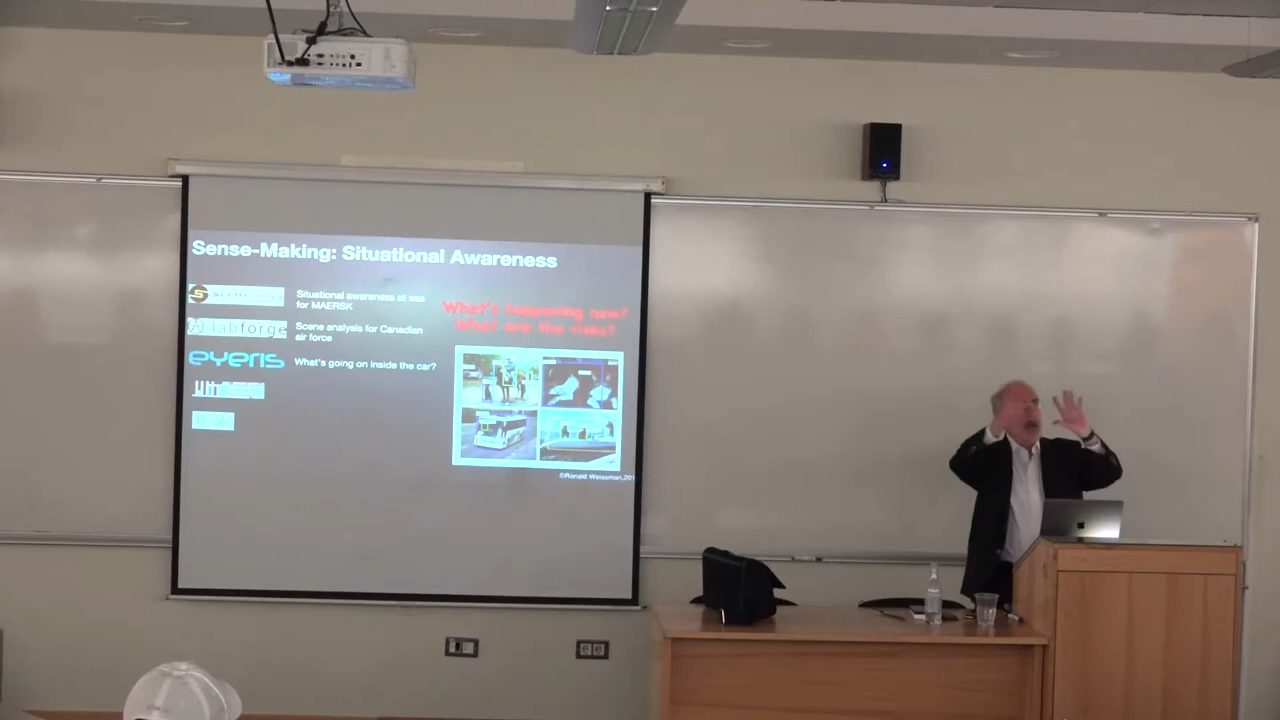 Sense-Making: Situational Awareness
Situational awareness at sea
for MAERSK
What's happening now?
What are the risks?
labforge
Scene analysis for Canadian
air force
eyeris
What's going on inside the car?
©Ronald Weissman,201